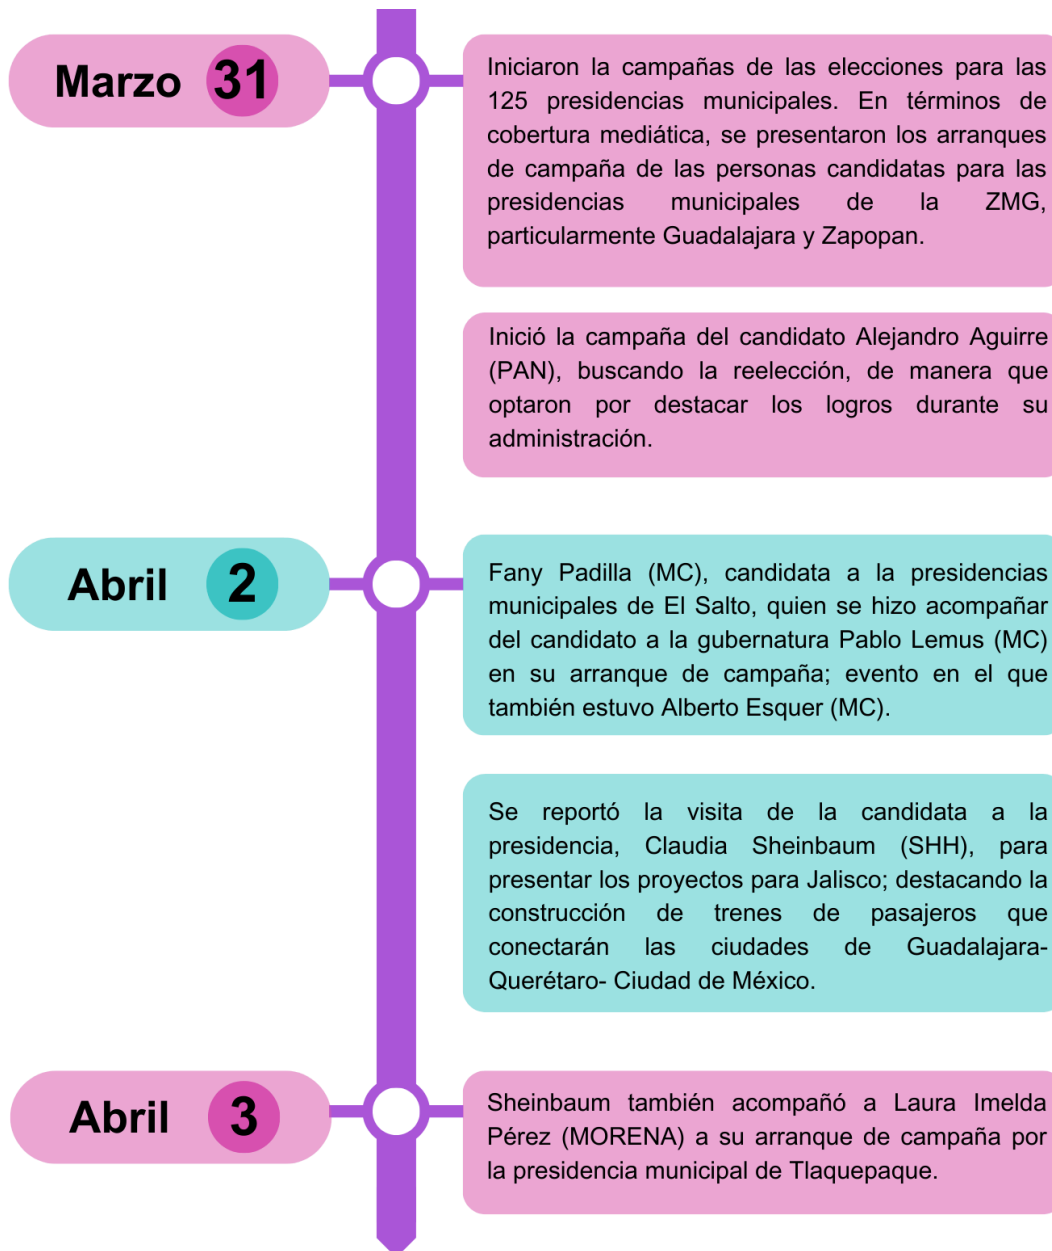 Marzo 31
Iniciaron la campañas de las elecciones para las
125 presidencias municipales. En términos de
cobertura mediática, se presentaron los arranques
de campaña de las personas candidatas para las
presidencias municipales de la ZMG,
particularmente Guadalajara y Zapopan.
Inició la campaña del candidato Alejandro Aguirre
(PAN), buscando la reelección, de manera que
optaron por destacar los logros durante su
administración.
Abril 2
Fany Padilla (MC), candidata a la presidencias
municipales de El Salto, quien se hizo acompañar
del candidato a la gubernatura Pablo Lemus (MC)
en su arranque de campaña; evento en el que
también estuvo Alberto Esquer (MC).
Se reportó la visita de la candidata a la
presidencia, Claudia Sheinbaum (SHH), para
presentar los proyectos para Jalisco; destacando la
construcción de trenes de pasajeros que
conectarán las ciudades de Guadalajara-
Querétaro- Ciudad de México.
Abril 3
Sheinbaum también acompañó a Laura Imelda
Pérez (MORENA) a su arranque de campaña por
la presidencia municipal de Tlaquepaque.